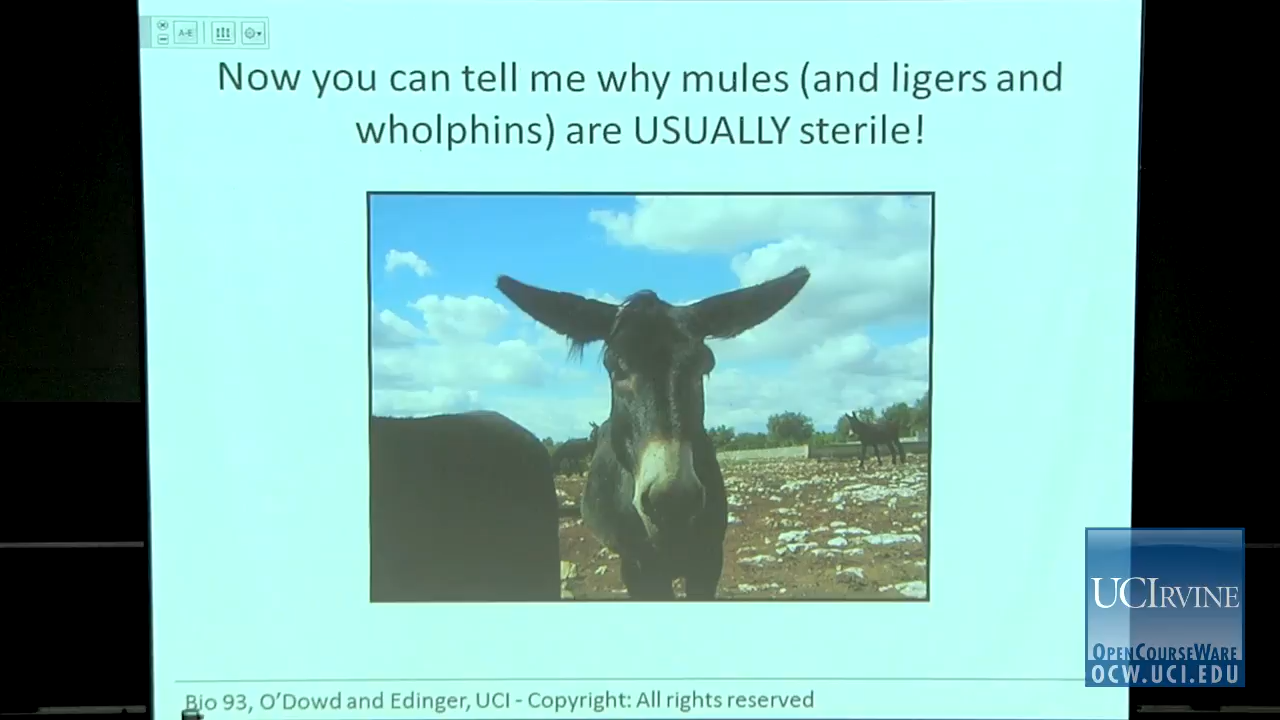 A-E
Now you can tell me why mules (and ligers and
wholphins) are USUALLY sterile!
UCIRVINE
OPENCOURSEWARE
OCW.UCI.EDU
Bio 93, O'Dowd and Edinger, UCI - Copyright: All rights reserved